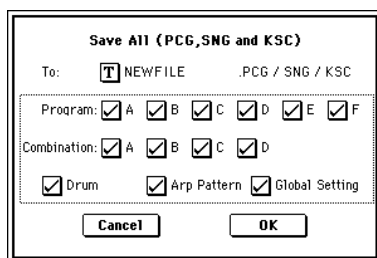 Save All (PCG,SNG and KSC)
To: T NEWFILE .PCG / SNG / KSC
Program: A B C D E F
Combination: A B C D
Drum Arp Pattern Global Setting
Cancel OK